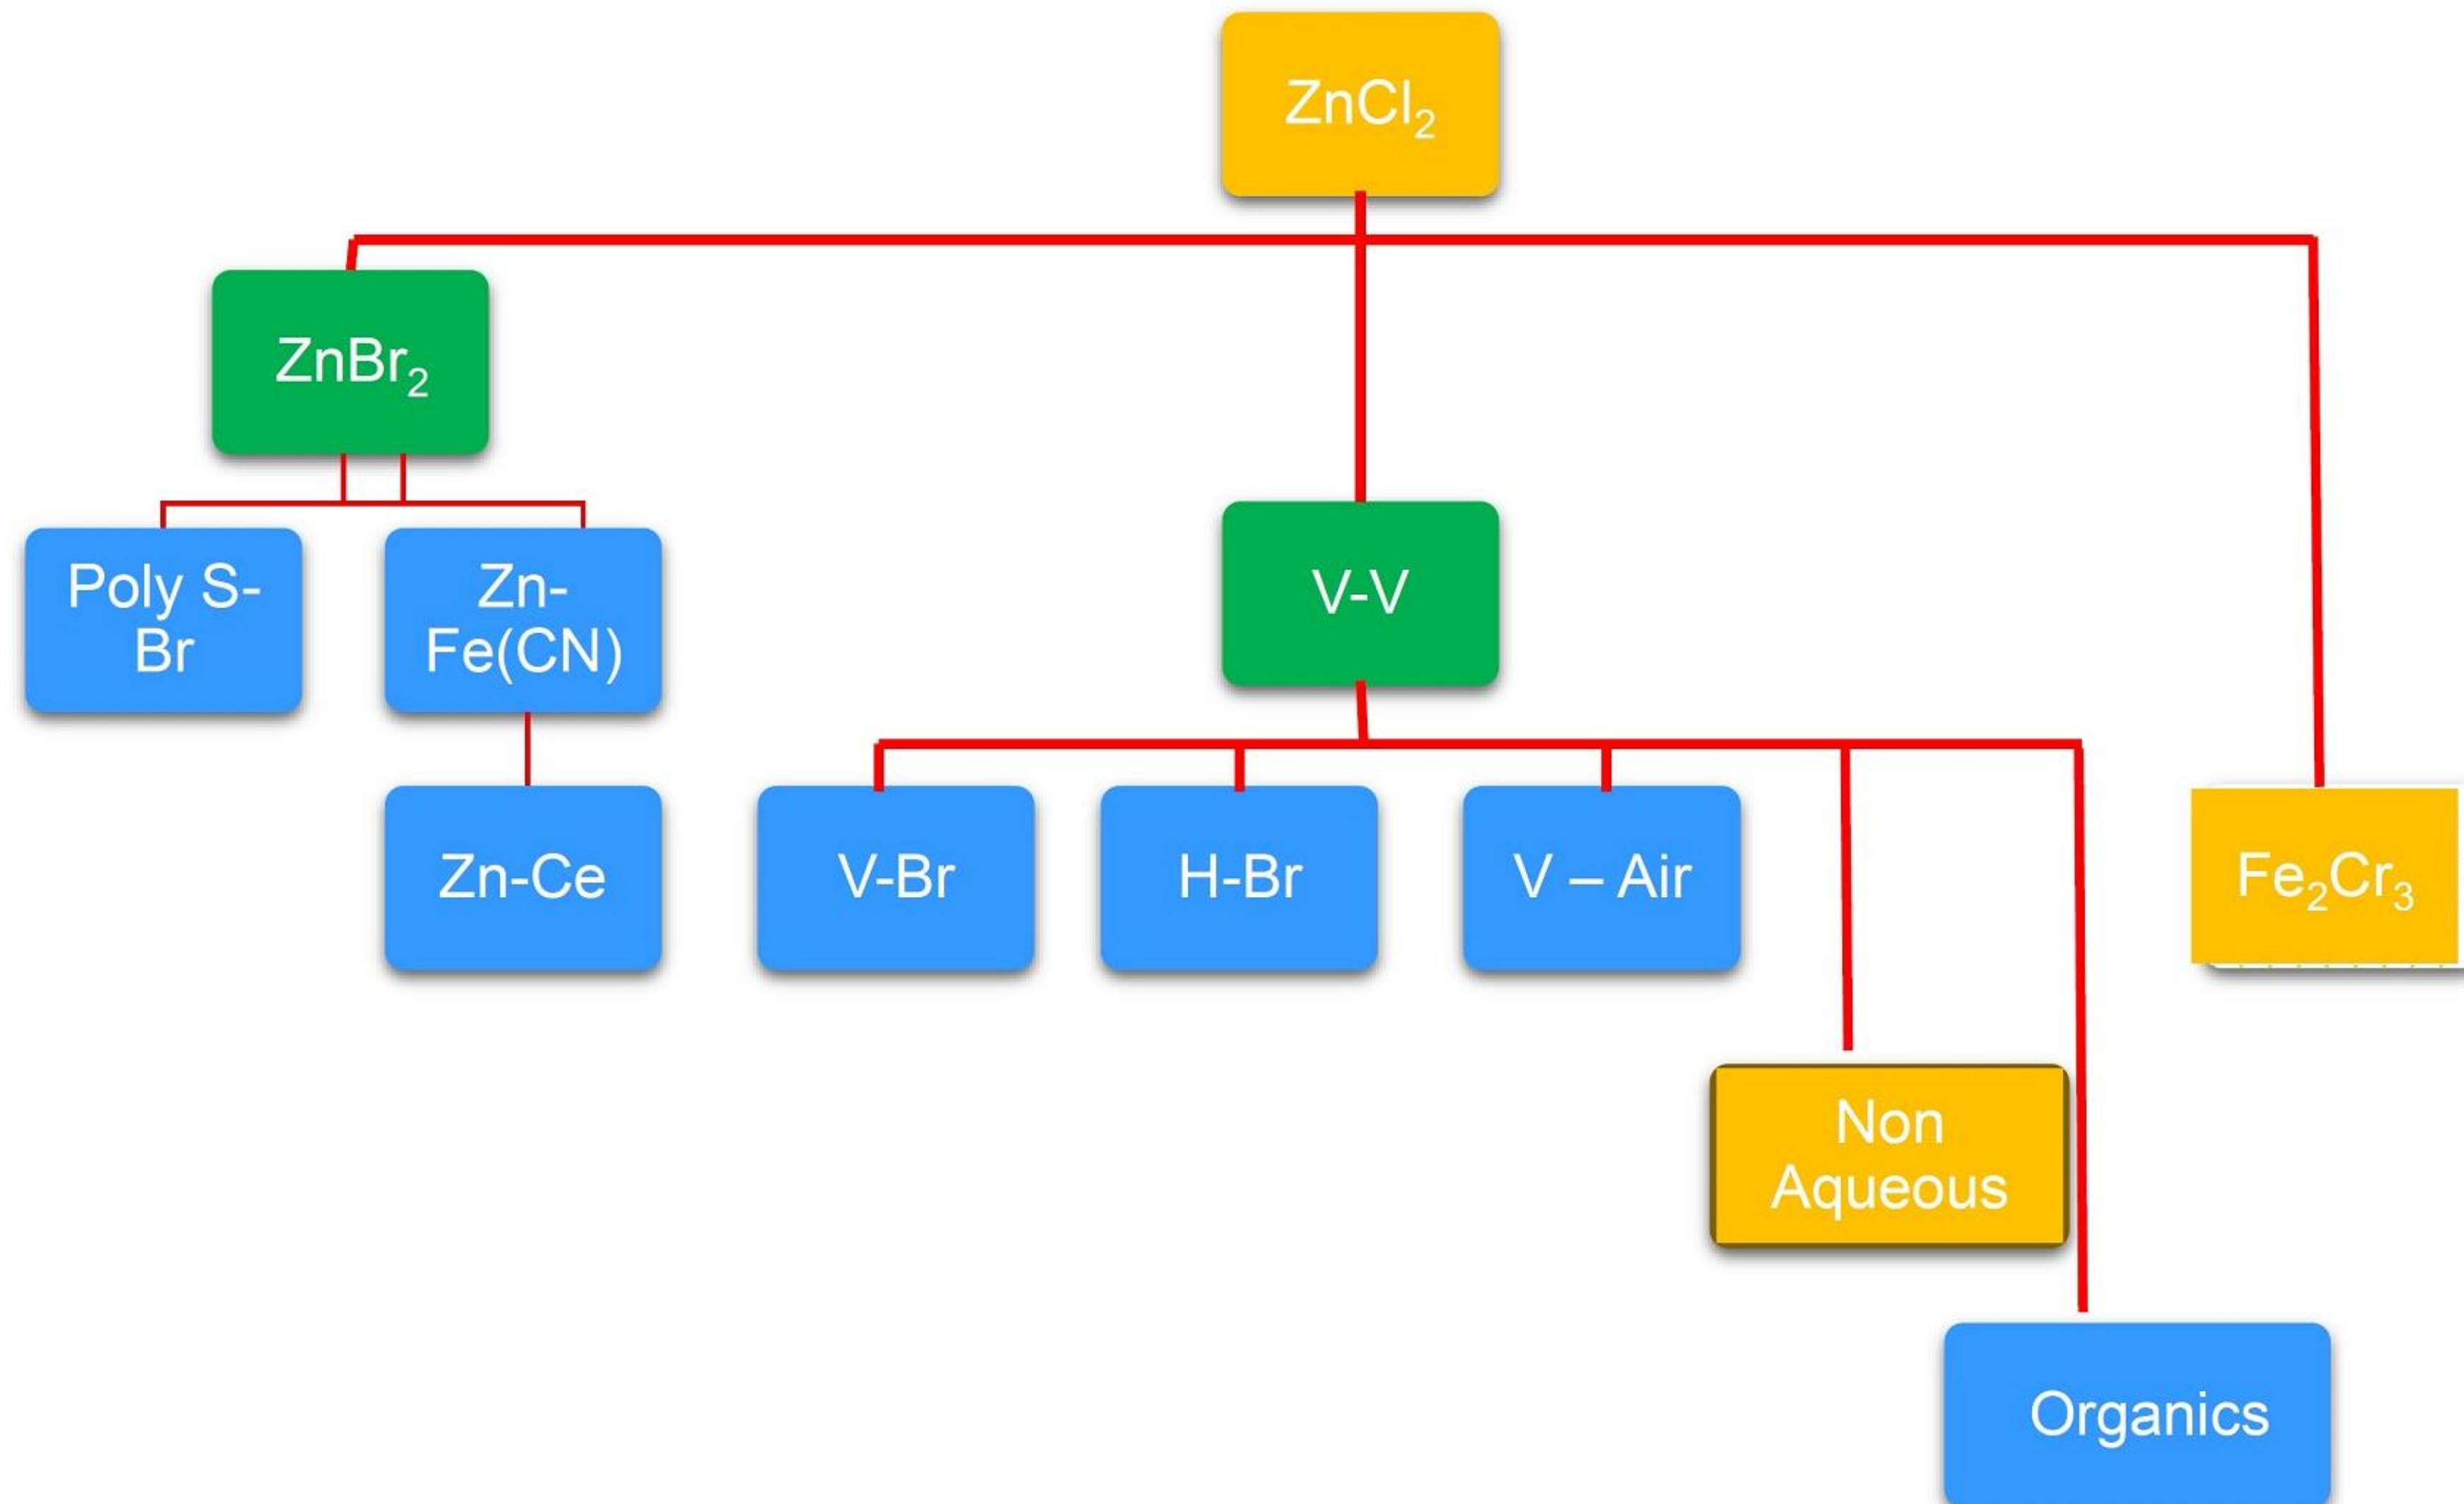 ZnCl₂
ZnBr₂
Poly S-
Br
Zn-
Fe(CN)
V-V
Zn-Ce
V-Br
H-Br
V – Air
Fe₂Cr₃
Non
Aqueous
Organics